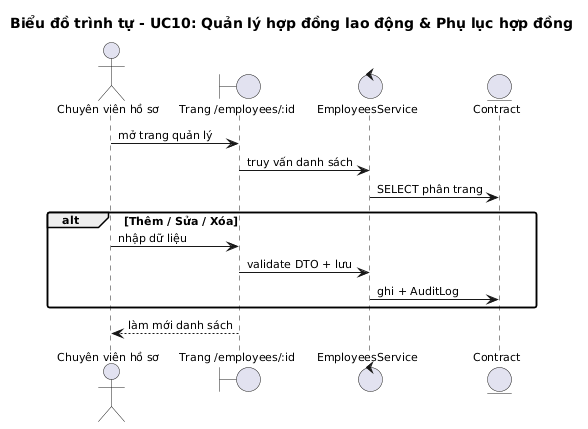 Biểu đồ trình tự - UC10: Quản lý hợp đồng lao động & Phụ lục hợp đồng
Chuyên viên hồ sơ
Trang /employees/:id
EmployeesService
Contract
mở trang quản lý
truy vấn danh sách
SELECT phân trang
alt
[Thêm / Sửa / Xóa]
nhập dữ liệu
validate DTO + lưu
ghi + AuditLog
làm mới danh sách
Chuyên viên hồ sơ
Trang /employees/:id
EmployeesService
Contract